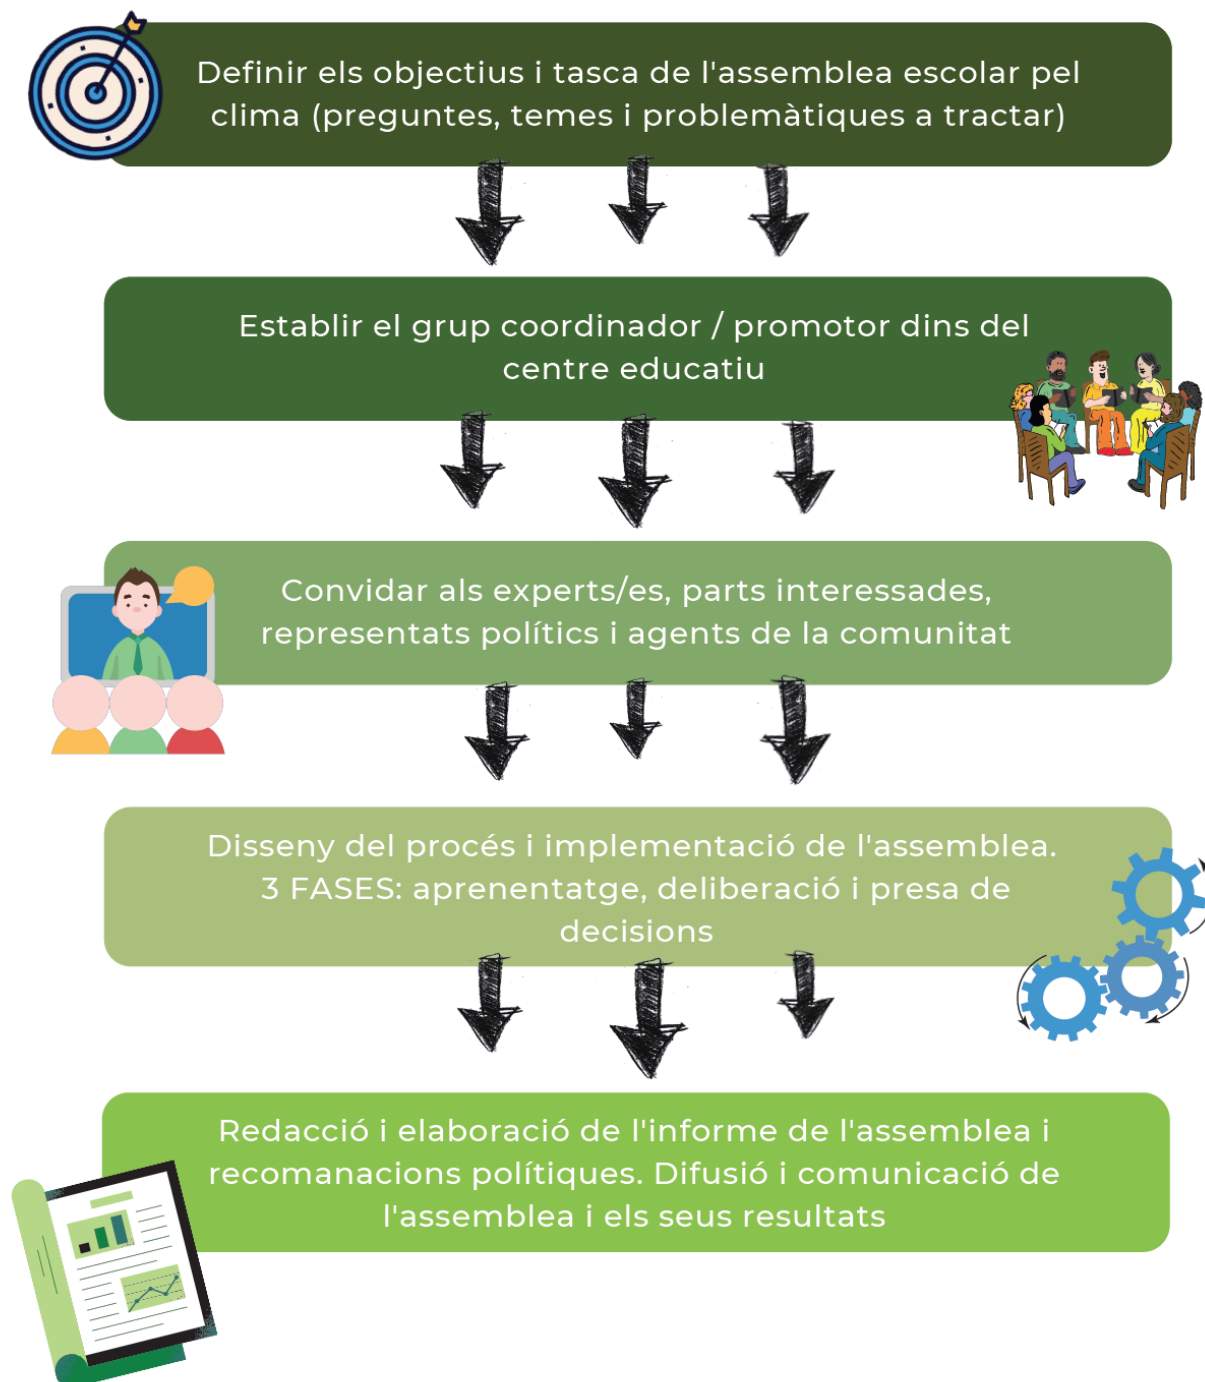 Definir els objectius i tasca de l'assemblea escolar pel
clima (preguntes, temes i problemàtiques a tractar)
Establir el grup coordinador / promotor dins del
centre educatiu
Convidar als experts/es, parts interessades,
representats polítics i agents de la comunitat
Disseny del procés i implementació de l'assemblea.
3 FASES: aprenentatge, deliberació i presa de
decisions
Redacció i elaboració de l'informe de l'assemblea i
recomanacions polítiques. Difusió i comunicació de
l'assemblea i els seus resultats